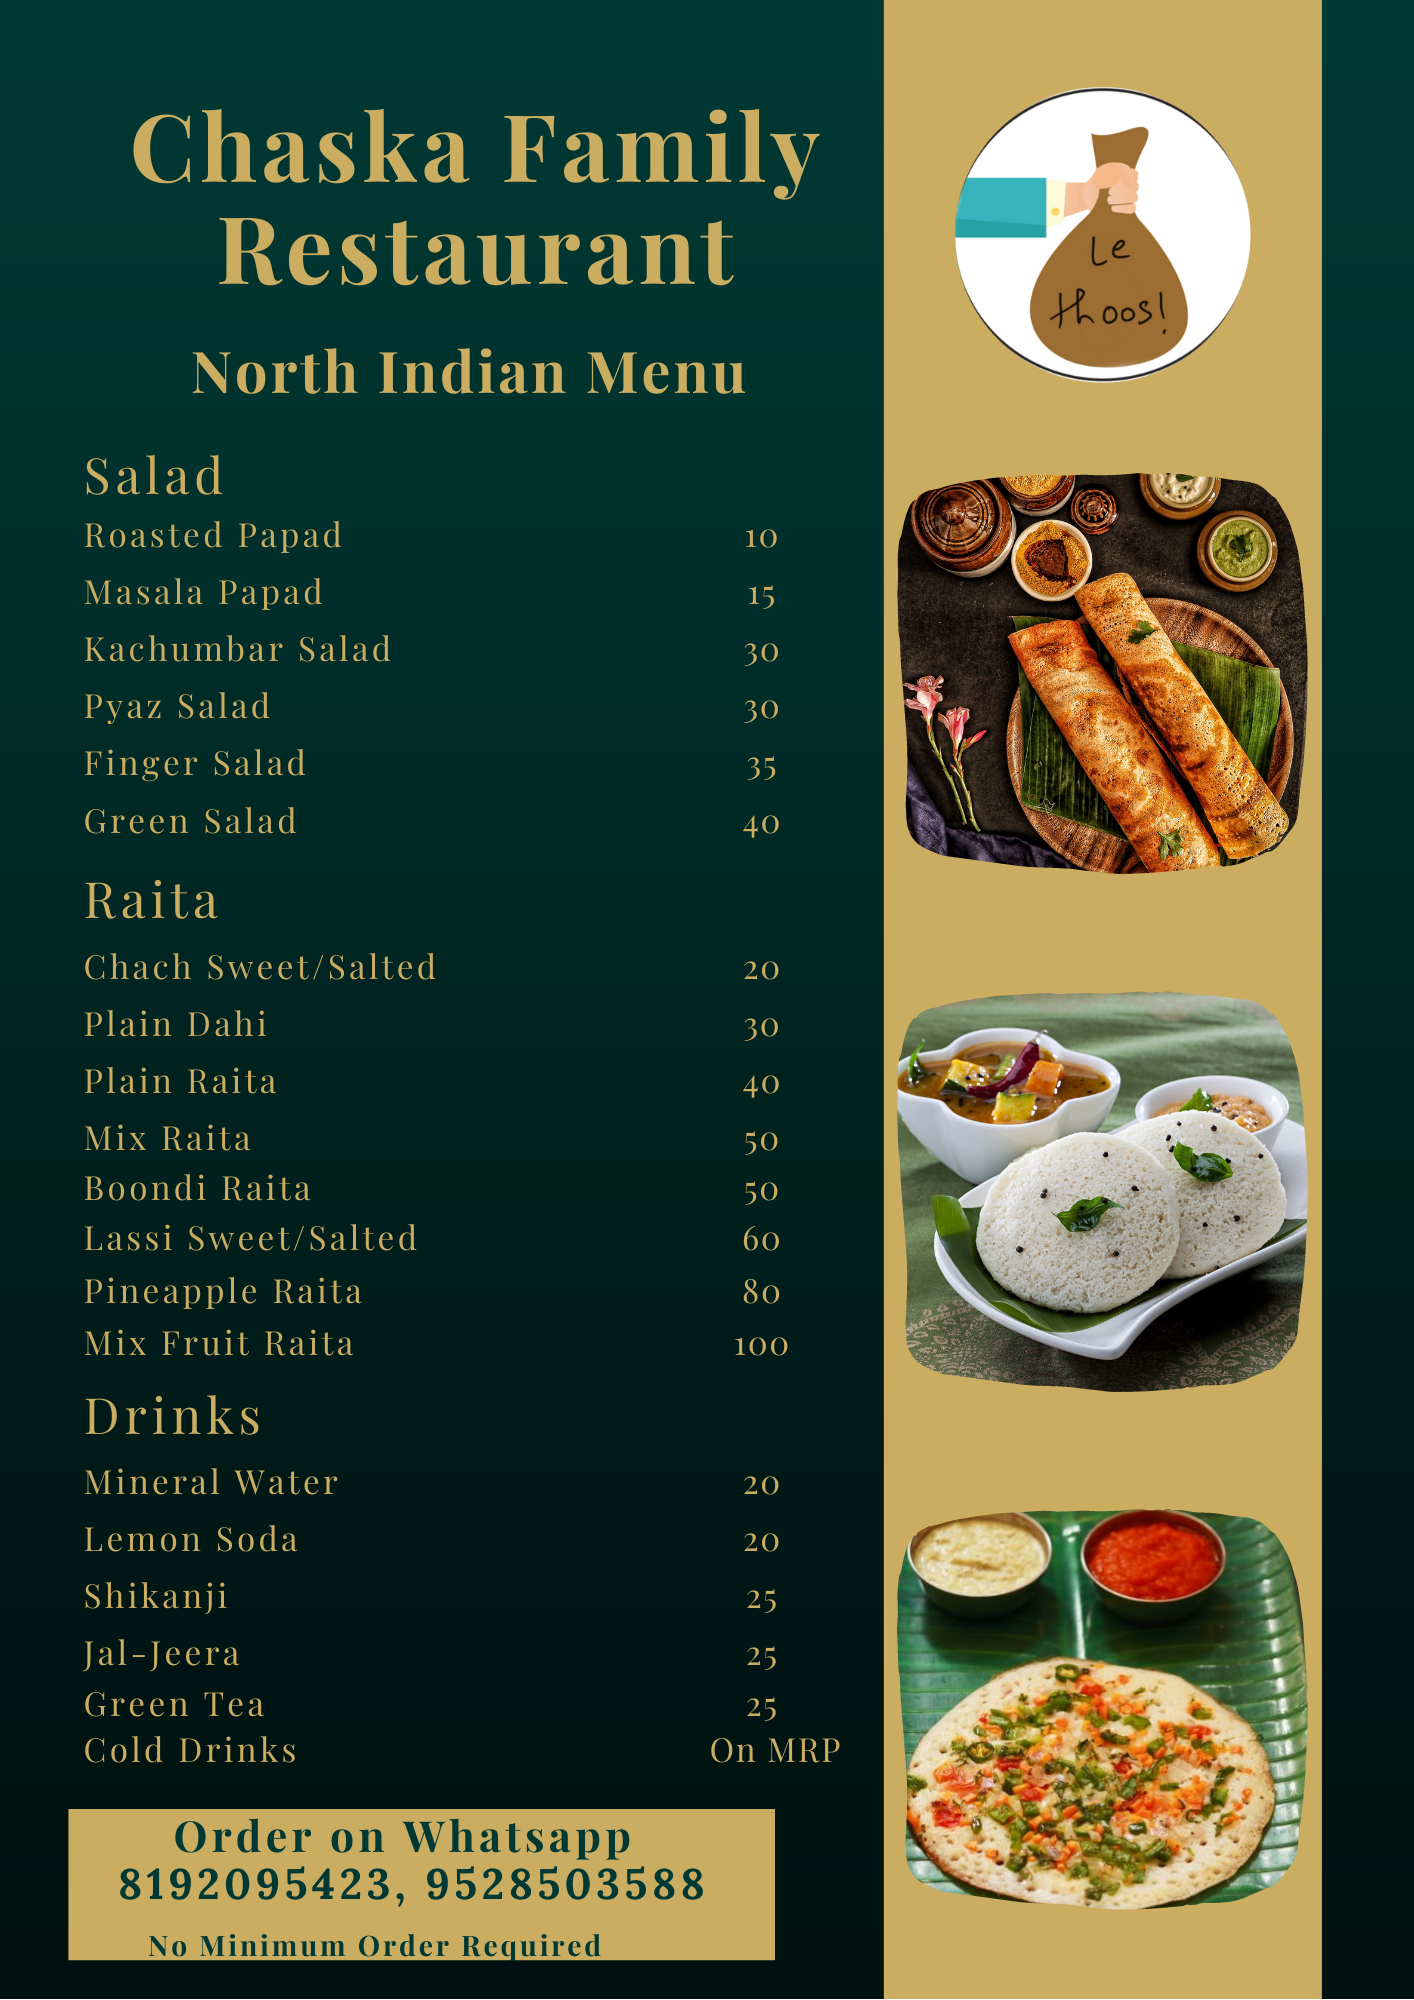 Chaska Family
Restaurant
North Indian Menu
Le
thoos!
Salad
Roasted Papad 10
Masala Papad 15
Kachumbar Salad 30
Pyaz Salad 30
Finger Salad 35
Green Salad 40
Raita
Chach Sweet/Salted 20
Plain Dahi 30
Plain Raita 40
Mix Raita 50
Boondi Raita 50
Lassi Sweet/Salted 60
Pineapple Raita 80
Mix Fruit Raita 100
Drinks
Mineral Water 20
Lemon Soda 20
Shikanji 25
Jal-Jeera 25
Green Tea 25
Cold Drinks On MRP
Order on Whatsapp
8192095423, 9528503588
No Minimum Order Required